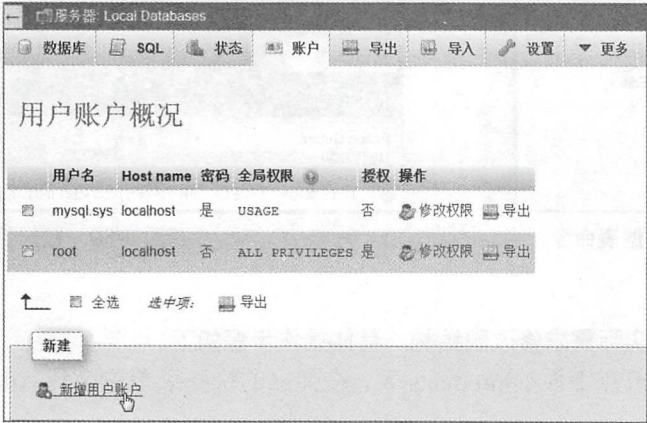 服务器: Local Databases
数据库 SQL 状态 账户 导出 导入 设置 更多
用户账户概况
用户名 Host name 密码 全局权限 授权 操作
mysql.sys localhost 是 USAGE 否 修改权限 导出
root localhost 否 ALL PRIVILEGES 是 修改权限 导出
全选 选中项: 导出
新建
新增用户账户